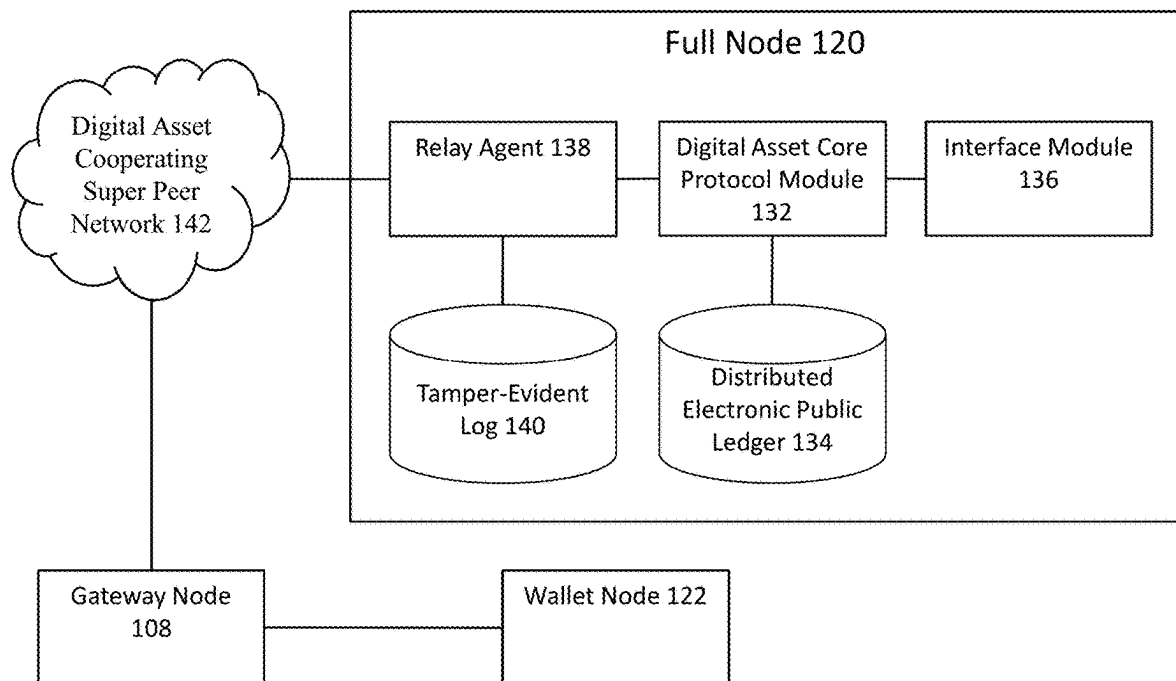 Full Node 120
Digital Asset
Cooperating
Super Peer
Network 142
Relay Agent 138
Digital Asset Core
Protocol Module
132
Interface Module
136
Tamper-Evident
Log 140
Distributed
Electronic Public
Ledger 134
Gateway Node
108
Wallet Node 122